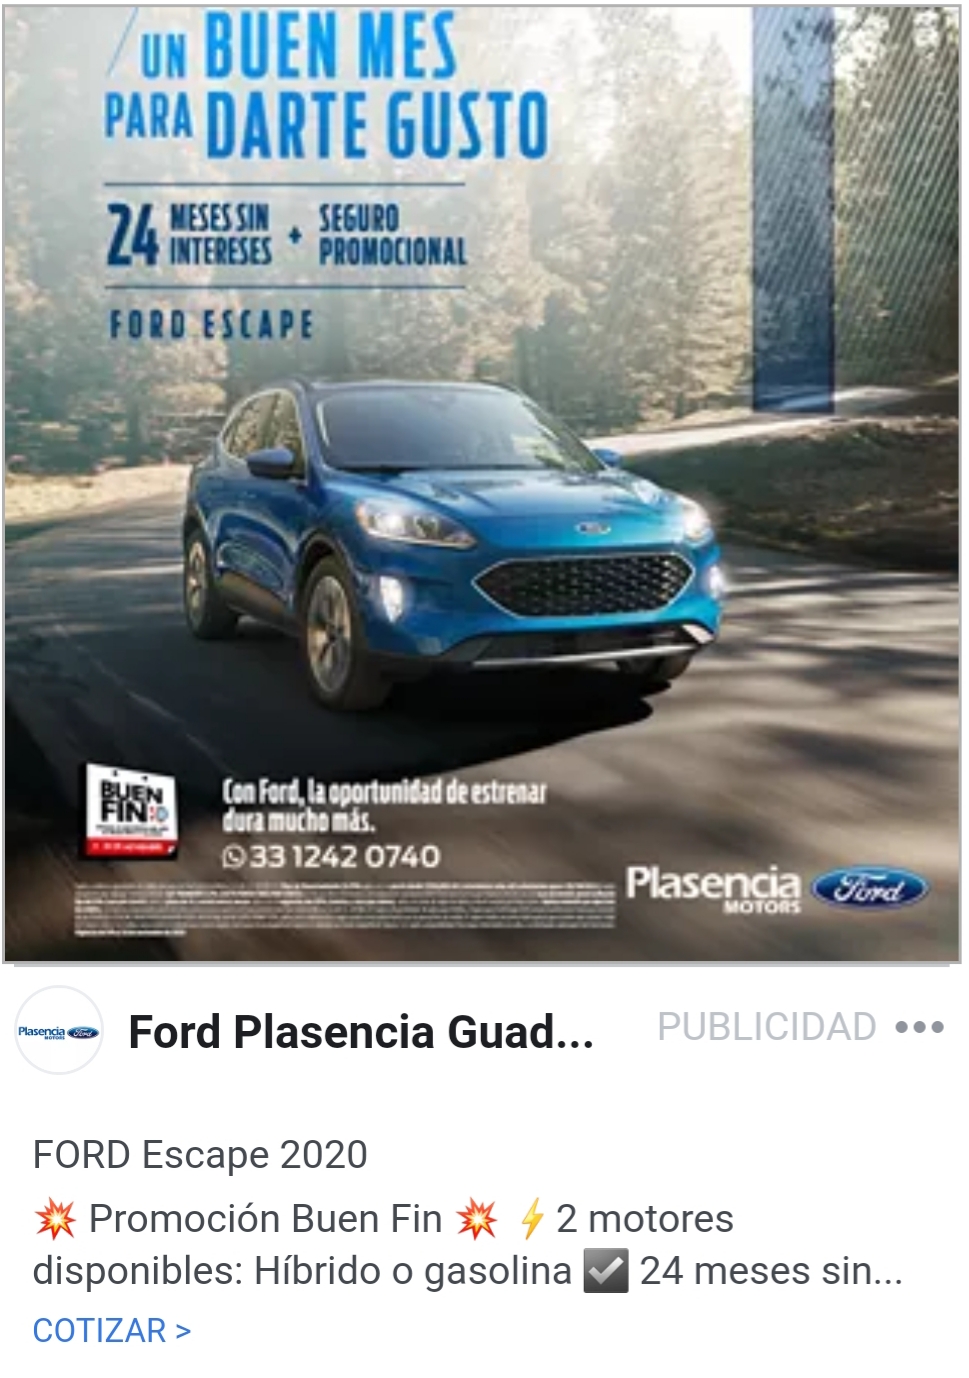 UN BUEN MES
PARA DARTE GUSTO
24 MESES SIN INTERESES + SEGURO PROMOCIONAL
FORD ESCAPE
BUEN
FIN
Con Ford, la oportunidad de estrenar
dura mucho más.
33 1242 0740
Plasencia
MOTORS
Ford
Plasencia Ford
MOTORS
Ford Plasencia Guad...
PUBLICIDAD
FORD Escape 2020
💥 Promoción Buen Fin 💥 ⚡2 motores
disponibles: Híbrido o gasolina ☑️ 24 meses sin...
COTIZAR >